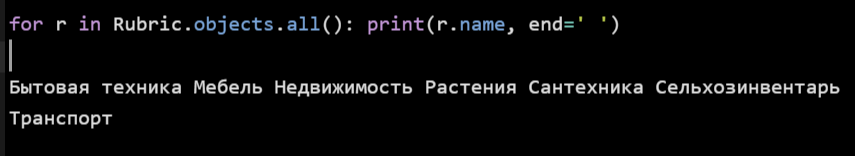 for r in Rubric.objects.all(): print(r.name, end=' ')
Бытовая техника Мебель Недвижимость Растения Сантехника Сельхозинвентарь
Транспорт